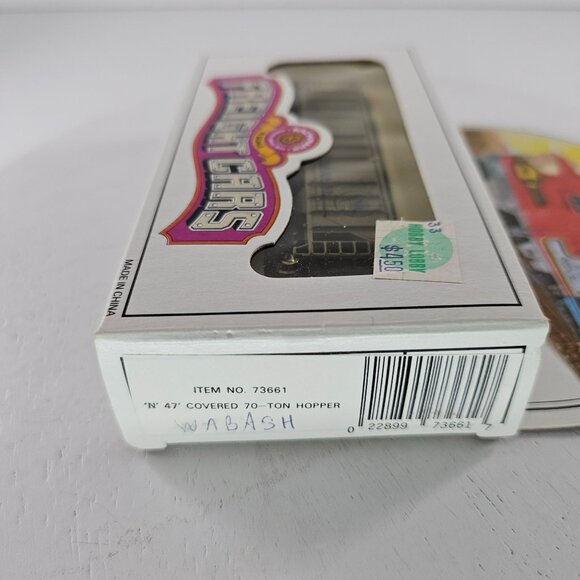 FREIGHT CARS
33
HOBBY LOBBY
$4.50
MADE IN CHINA
ITEM NO. 73661
'N' 47' COVERED 70-TON HOPPER
WABASH
0 22899 73661 7